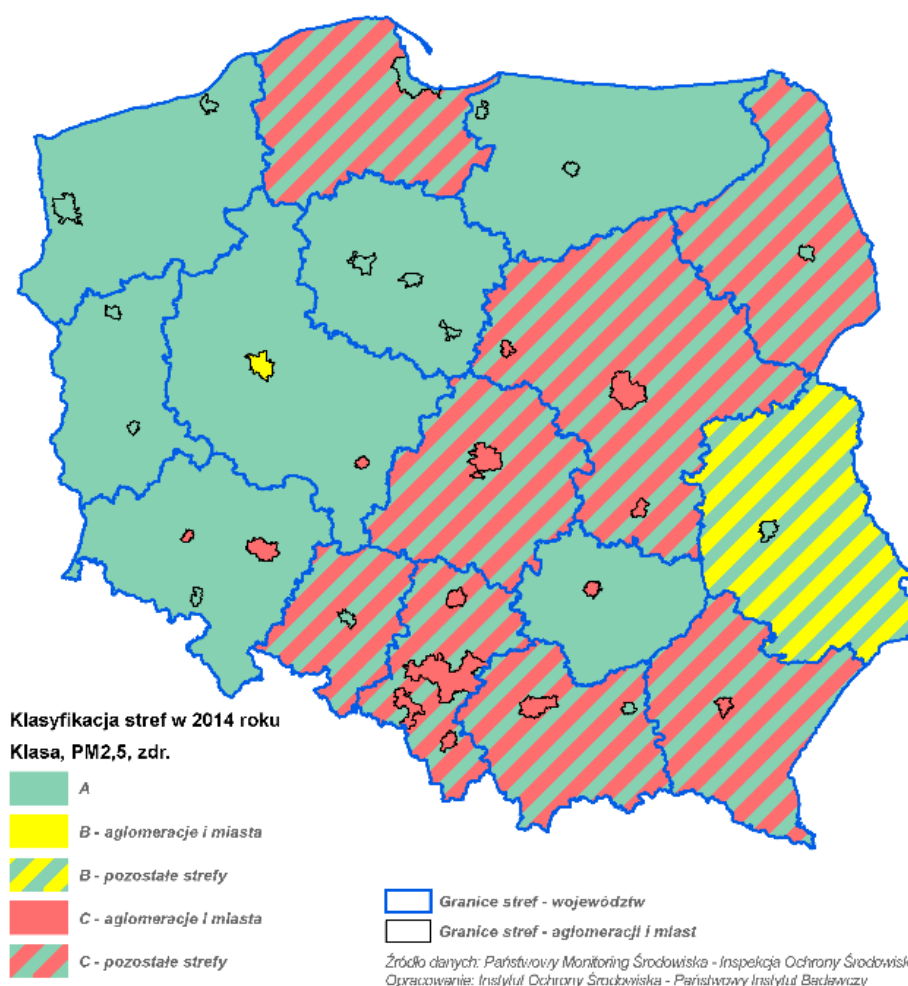 Klasyfikacja stref w 2014 roku
Klasa, PM2,5, zdr.
A
B - aglomeracje i miasta
B - pozostałe strefy
C - aglomeracje i miasta
C - pozostałe strefy
Granice stref - województw
Granice stref - aglomeracji i miast
Źródło danych: Państwowy Monitoring Środowiska - Inspekcja Ochrony Środowisk
Opracowanie: Instytut Ochrony Środowiska - Państwowy Instytut Badawczy